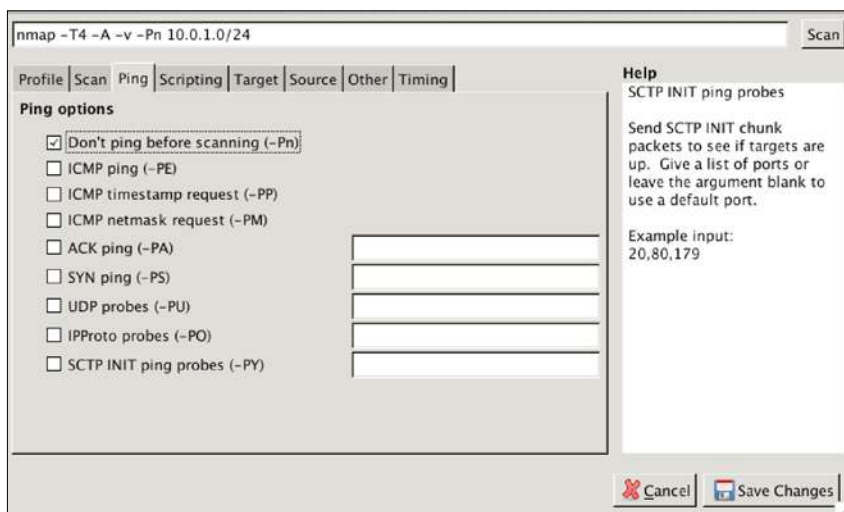 nmap -T4 -A -v -Pn 10.0.1.0/24
Scan
Profile Scan Ping Scripting Target Source Other Timing
Ping options
Don't ping before scanning (-Pn)
ICMP ping (-PE)
ICMP timestamp request (-PP)
ICMP netmask request (-PM)
ACK ping (-PA)
SYN ping (-PS)
UDP probes (-PU)
IPProto probes (-PO)
SCTP INIT ping probes (-PY)
Help
SCTP INIT ping probes
Send SCTP INIT chunk
packets to see if targets are
up. Give a list of ports or
leave the argument blank to
use a default port.
Example input:
20,80,179
Cancel
Save Changes